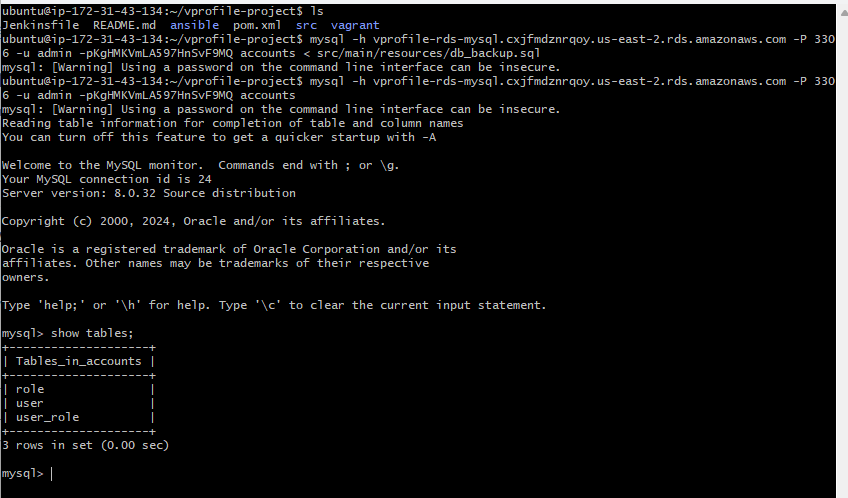 ubuntu@ip-172-31-43-134:~/vprofile-project$ ls
Jenkinsfile  README.md  ansible  pom.xml  src  vagrant
ubuntu@ip-172-31-43-134:~/vprofile-project$ mysql -h vprofile-rds-mysql.cxjfmdznrqoy.us-east-2.rds.amazonaws.com -P 330
6 -u admin -pKgHMKVmLA597HnSvF9MQ accounts < src/main/resources/db_backup.sql
mysql: [Warning] Using a password on the command line interface can be insecure.
ubuntu@ip-172-31-43-134:~/vprofile-project$ mysql -h vprofile-rds-mysql.cxjfmdznrqoy.us-east-2.rds.amazonaws.com -P 330
6 -u admin -pKgHMKVmLA597HnSvF9MQ accounts
mysql: [Warning] Using a password on the command line interface can be insecure.
Reading table information for completion of table and column names
You can turn off this feature to get a quicker startup with -A
Welcome to the MySQL monitor.  Commands end with ; or \g.
Your MySQL connection id is 24
Server version: 8.0.32 Source distribution
Copyright (c) 2000, 2024, Oracle and/or its affiliates.
Oracle is a registered trademark of Oracle Corporation and/or its
affiliates. Other names may be trademarks of their respective
owners.
Type 'help;' or '\h' for help. Type '\c' to clear the current input statement.
mysql> show tables;
+--------------------+
| Tables_in_accounts |
+--------------------+
| role               |
| user               |
| user_role          |
+--------------------+
3 rows in set (0.00 sec)
mysql>